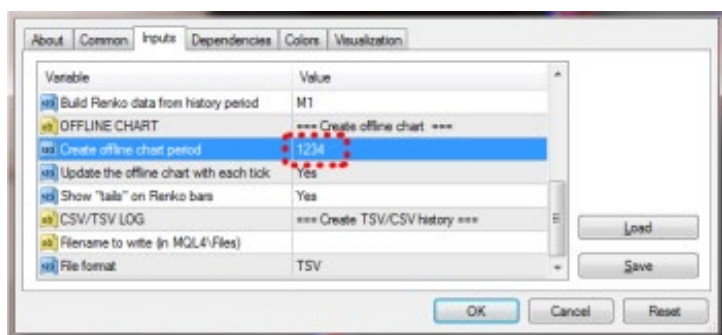 About Common Inputs Dependencies Colors Visualization
Variable Value
Build Renko data from history period M1
OFFLINE CHART === Create offline chart ===
Create offline chart period 1234
Update the offline chart with each tick Yes
Show "tails" on Renko bars Yes
CSV/TSV LOG === Create TSV/CSV history ===
Filename to write (in MQL4\Files)
File format TSV
Load
Save
OK Cancel Reset